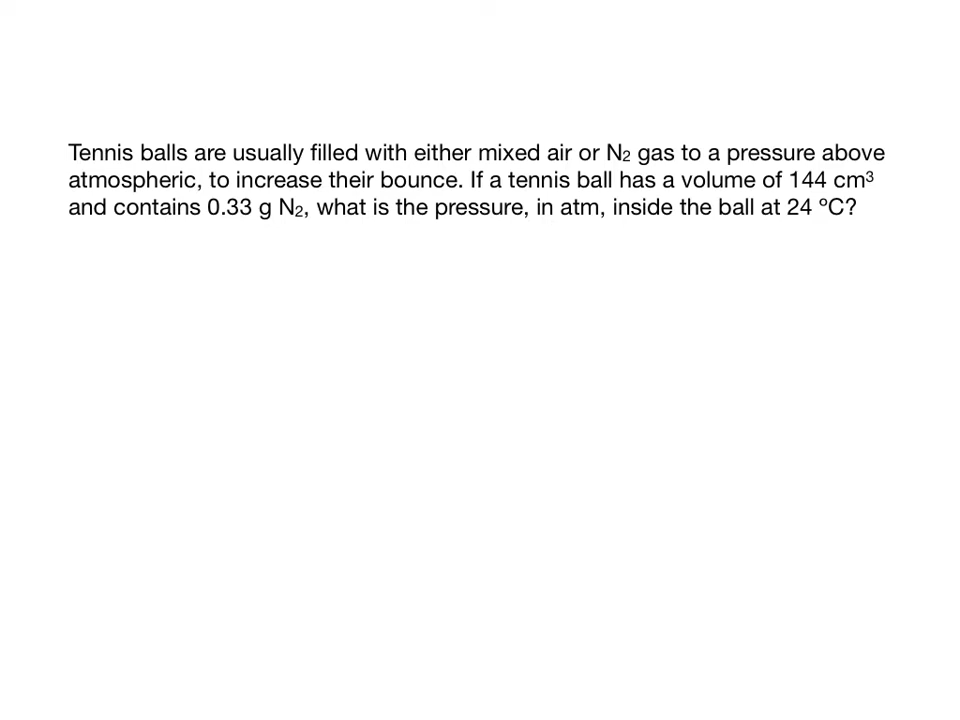 Tennis balls are usually filled with either mixed air or N₂ gas to a pressure above
atmospheric, to increase their bounce. If a tennis ball has a volume of 144 cm³
and contains 0.33 g N₂, what is the pressure, in atm, inside the ball at 24 ºC?